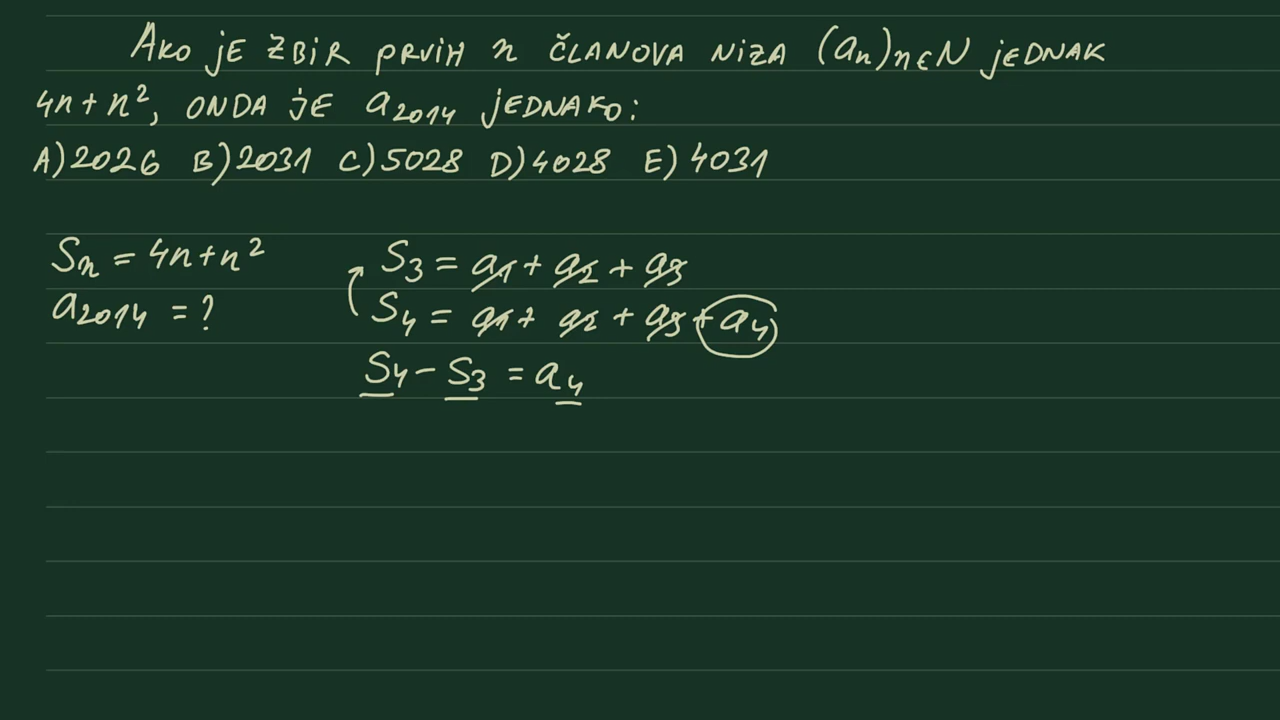 AKO JE ZBIR PRVIH n ČLANOVA NIZA (aₙ)n∈N JEDNAK
4n + n², ONDA JE a₂₀₁₄ JEDNAKO:
A) 2026 B) 2031 C) 5028 D) 4028 E) 4031
Sₙ = 4n + n²
a₂₀₁₄ = ?
S₃ = a₁ + a₂ + a₃
S₄ = a₁ + a₂ + a₃ + a₄
S₄ - S₃ = a₄